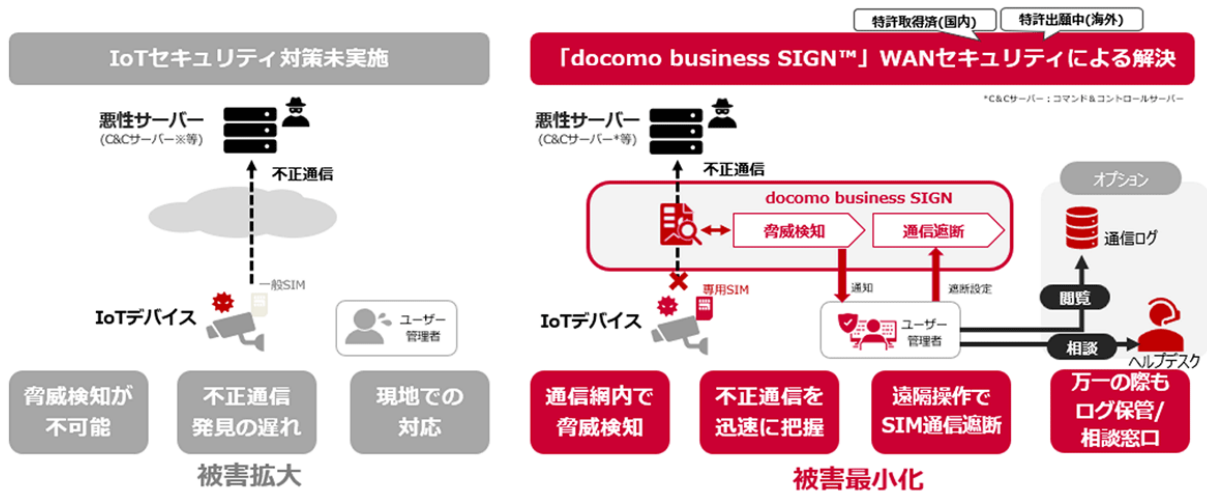 特許取得済(国内)
特許出願中(海外)
IoTセキュリティ対策未実施
悪性サーバー
(C&Cサーバー※等)
不正通信
一般SIM
IoTデバイス
ユーザー
管理者
脅威検知が
不可能
不正通信
発見の遅れ
現地での
対応
被害拡大
「docomo business SIGN™」WANセキュリティによる解決
*C&Cサーバー：コマンド&コントロールサーバー
悪性サーバー
(C&Cサーバー*等)
不正通信
docomo business SIGN
脅威検知
通信遮断
専用SIM
IoTデバイス
通知
遮断設定
ユーザー
管理者
オプション
通信ログ
閲覧
相談
ヘルプデスク
通信網内で
脅威検知
不正通信を
迅速に把握
遠隔操作で
SIM通信遮断
万一の際も
ログ保管/
相談窓口
被害最小化